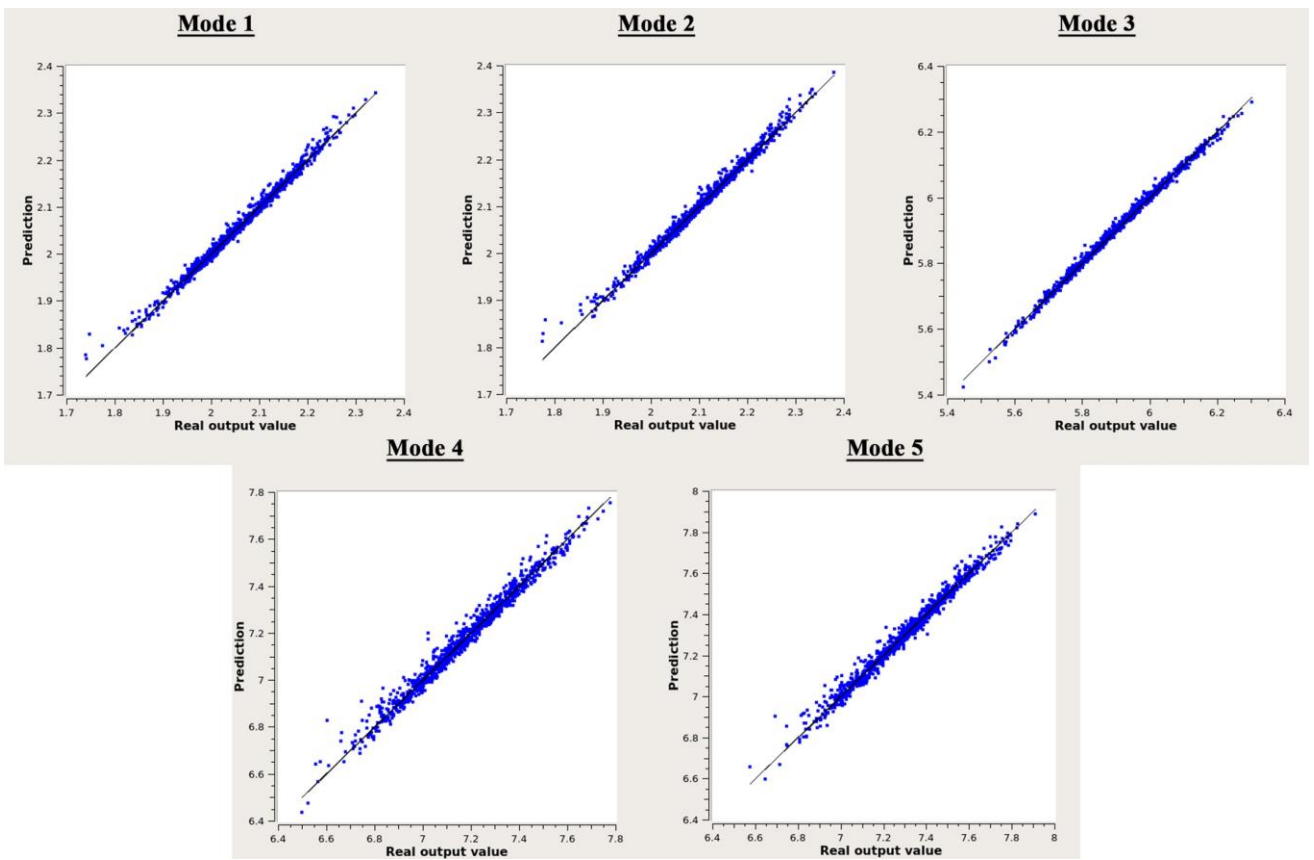 Mode 1
Mode 2
Mode 3
2.4
2.3
2.2
2.1
2
1.9
1.8
1.7
Prediction
1.7 1.8 1.9 2 2.1 2.2 2.3 2.4
Real output value
2.4
2.3
2.2
2.1
2
1.9
1.8
1.7
Prediction
1.7 1.8 1.9 2 2.1 2.2 2.3 2.4
Real output value
6.4
6.2
6
5.8
5.6
5.4
Prediction
5.4 5.6 5.8 6 6.2 6.4
Real output value
Mode 4
Mode 5
7.8
7.6
7.4
7.2
7
6.8
6.6
6.4
Prediction
6.4 6.6 6.8 7 7.2 7.4 7.6 7.8
Real output value
8
7.8
7.6
7.4
7.2
7
6.8
6.6
6.4
Prediction
6.4 6.6 6.8 7 7.2 7.4 7.6 7.8 8
Real output value